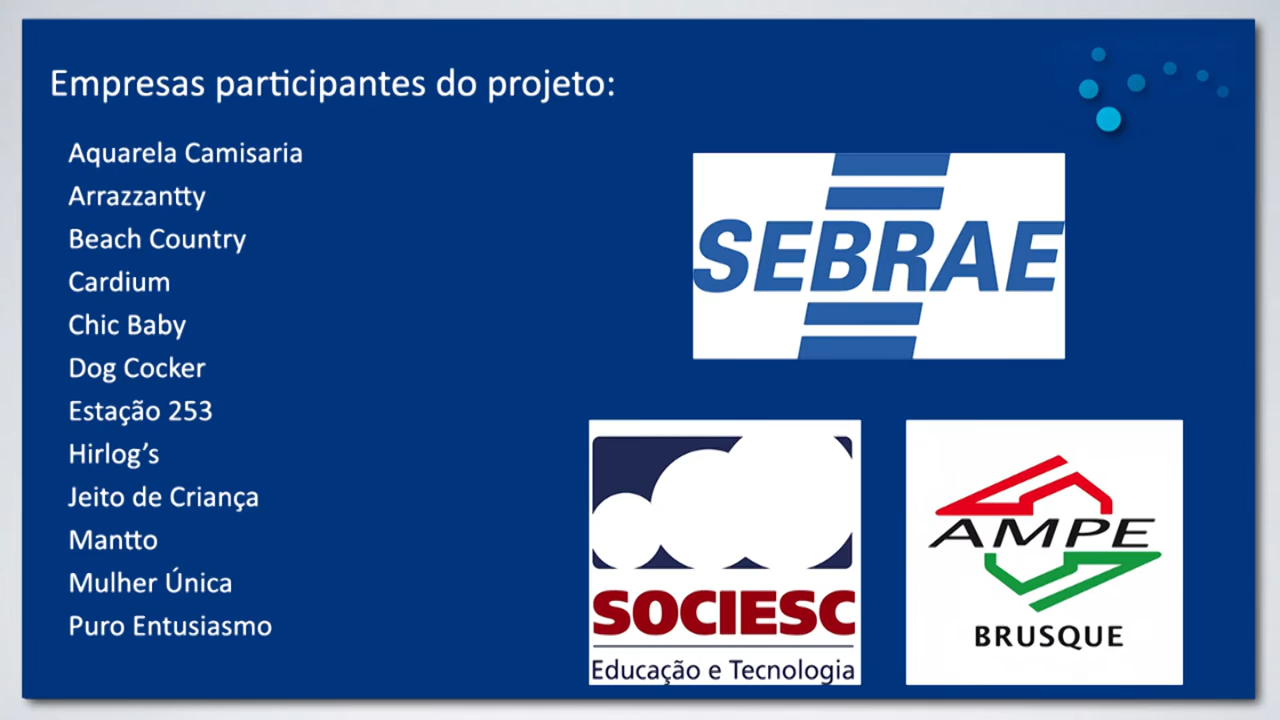 Empresas participantes do projeto:
Aquarela Camisaria
Arrazzantty
Beach Country
Cardium
Chic Baby
Dog Cocker
Estação 253
Hirlog’s
Jeito de Criança
Mantto
Mulher Única
Puro Entusiasmo
SEBRAE
SOCIESC
Educação e Tecnologia
AMPE
BRUSQUE